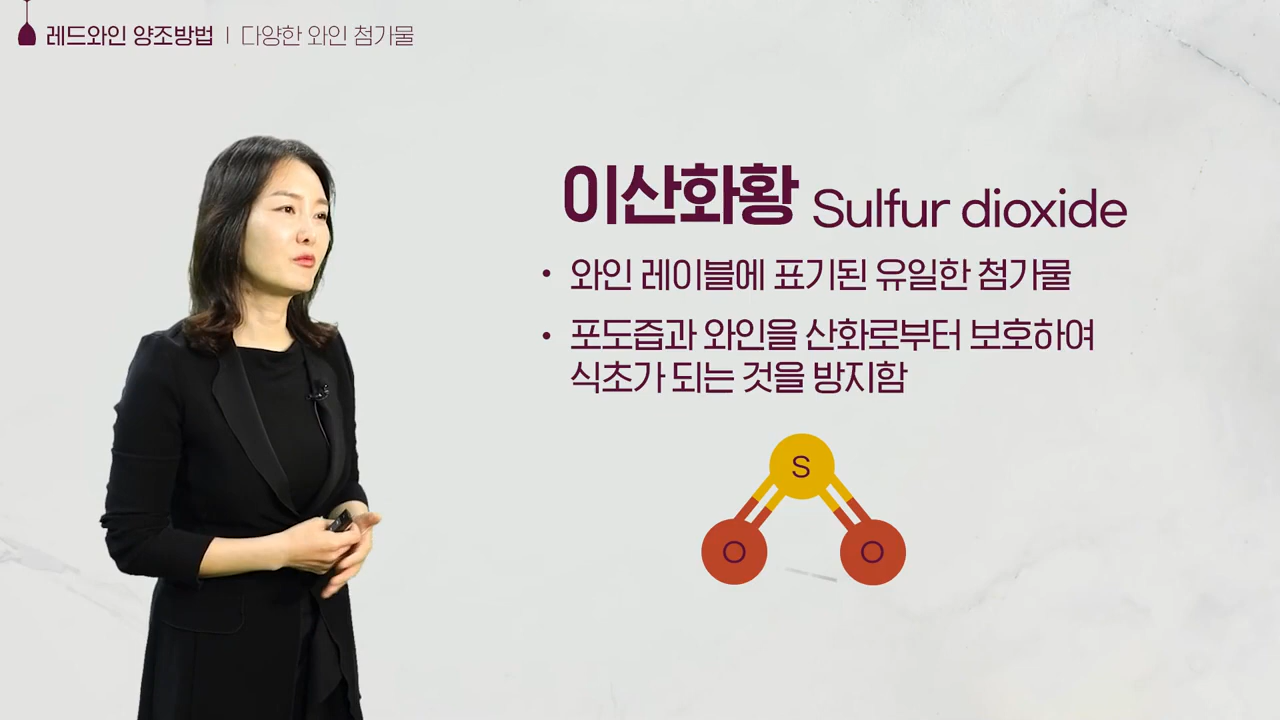 레드와인 양조방법 | 다양한 와인 첨가물
이산화황 Sulfur dioxide
• 와인 레이블에 표기된 유일한 첨가물
• 포도즙과 와인을 산화로부터 보호하여
식초가 되는 것을 방지함
S
O O